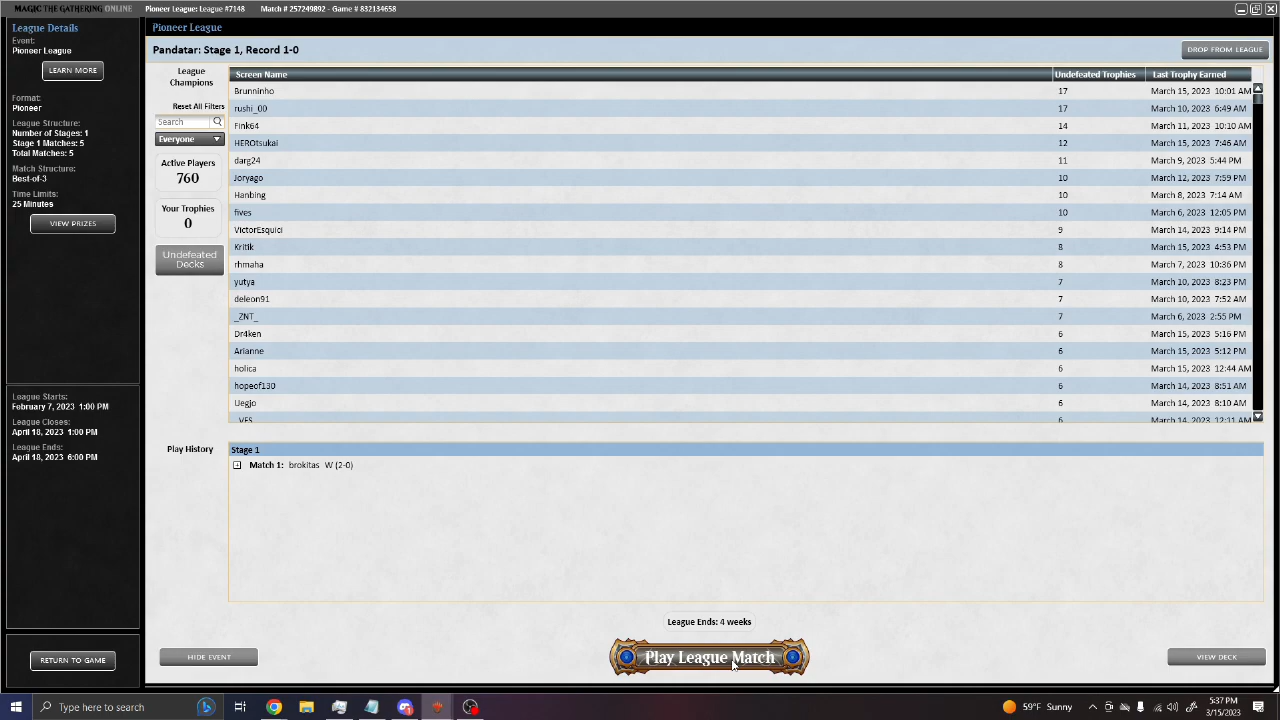 MAGIC THE GATHERING ONLINE
Pioneer League: League #7148 Match # 257249892 - Game # 832134658
League Details
Event:
Pioneer League
LEARN MORE
Format:
Pioneer
League Structure:
Number of Stages: 1
Stage 1 Matches: 5
Total Matches: 5
Match Structure:
Best-of-3
Time Limits:
25 Minutes
VIEW PRIZES
League Starts:
February 7, 2023 1:00 PM
League Closes:
April 18, 2023 1:00 PM
League Ends:
April 18, 2023 6:00 PM
RETURN TO GAME
Pioneer League
Pandatar: Stage 1, Record 1-0
DROP FROM LEAGUE
League
Champions
Reset All Filters
Search
Everyone
Active Players
760
Your Trophies
0
Undefeated
Decks
Screen Name Undefeated Trophies Last Trophy Earned
Brunninho 17 March 15, 2023 10:01 AM
rushi_00 17 March 10, 2023 6:49 AM
Fink64 14 March 11, 2023 10:10 AM
HEROtsukai 12 March 15, 2023 7:46 AM
darg24 11 March 9, 2023 5:44 PM
Joryago 10 March 12, 2023 7:59 PM
Hanbing 10 March 8, 2023 7:14 AM
fives 10 March 6, 2023 12:05 PM
VictorEsquici 9 March 14, 2023 9:14 PM
Kritik 8 March 15, 2023 4:53 PM
rhmaha 8 March 7, 2023 10:36 PM
yutya 7 March 10, 2023 8:23 PM
deleon91 7 March 10, 2023 7:52 AM
_ZNT_ 7 March 6, 2023 2:55 PM
Dr4ken 6 March 15, 2023 5:16 PM
Arianne 6 March 15, 2023 5:12 PM
holica 6 March 15, 2023 12:44 AM
hopeof130 6 March 14, 2023 8:51 AM
Uegjo 6 March 14, 2023 8:10 AM
6 March 14, 2023 12:11 AM
Play History
Stage 1
Match 1: brokitas W (2-0)
League Ends: 4 weeks
HIDE EVENT
Play League Match
VIEW DECK
Type here to search
59°F Sunny
5:37 PM
3/15/2023